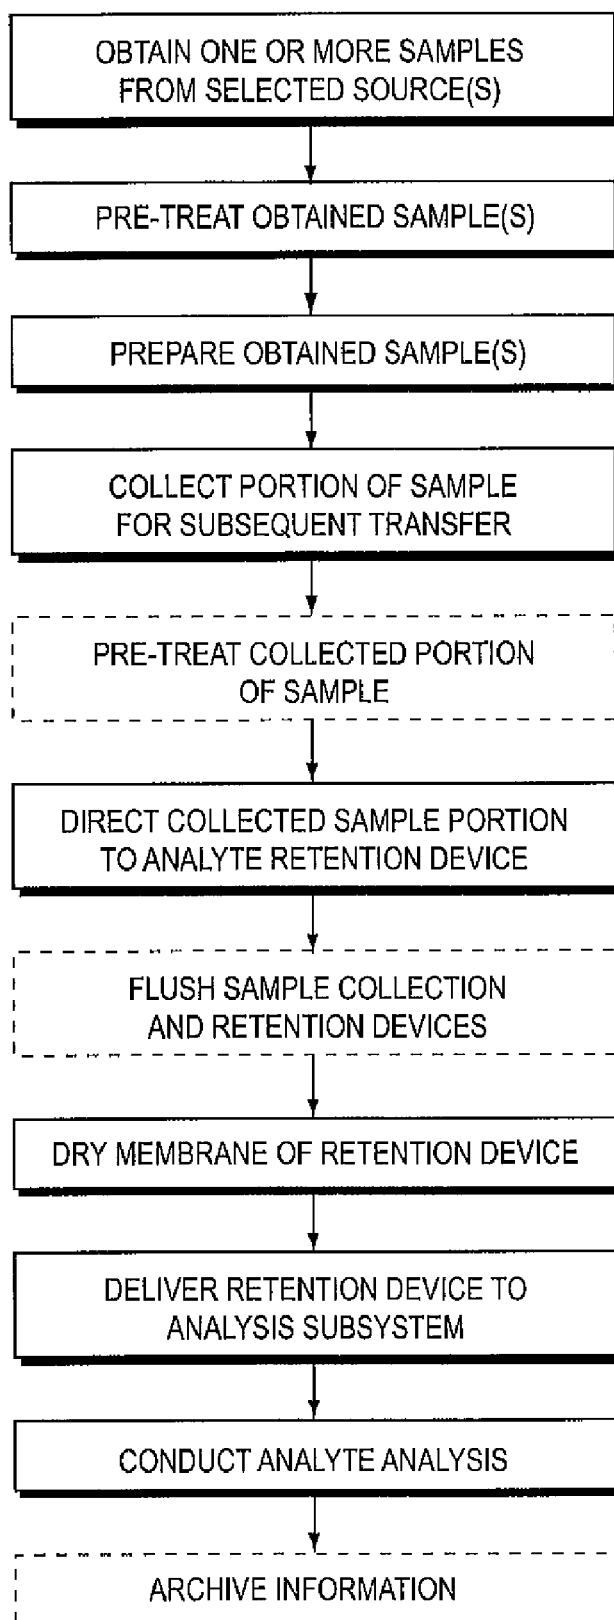 OBTAIN ONE OR MORE SAMPLES
FROM SELECTED SOURCE(S)
PRE-TREAT OBTAINED SAMPLE(S)
PREPARE OBTAINED SAMPLE(S)
COLLECT PORTION OF SAMPLE
FOR SUBSEQUENT TRANSFER
PRE-TREAT COLLECTED PORTION
OF SAMPLE
DIRECT COLLECTED SAMPLE PORTION
TO ANALYTE RETENTION DEVICE
FLUSH SAMPLE COLLECTION
AND RETENTION DEVICES
DRY MEMBRANE OF RETENTION DEVICE
DELIVER RETENTION DEVICE TO
ANALYSIS SUBSYSTEM
CONDUCT ANALYTE ANALYSIS
ARCHIVE INFORMATION